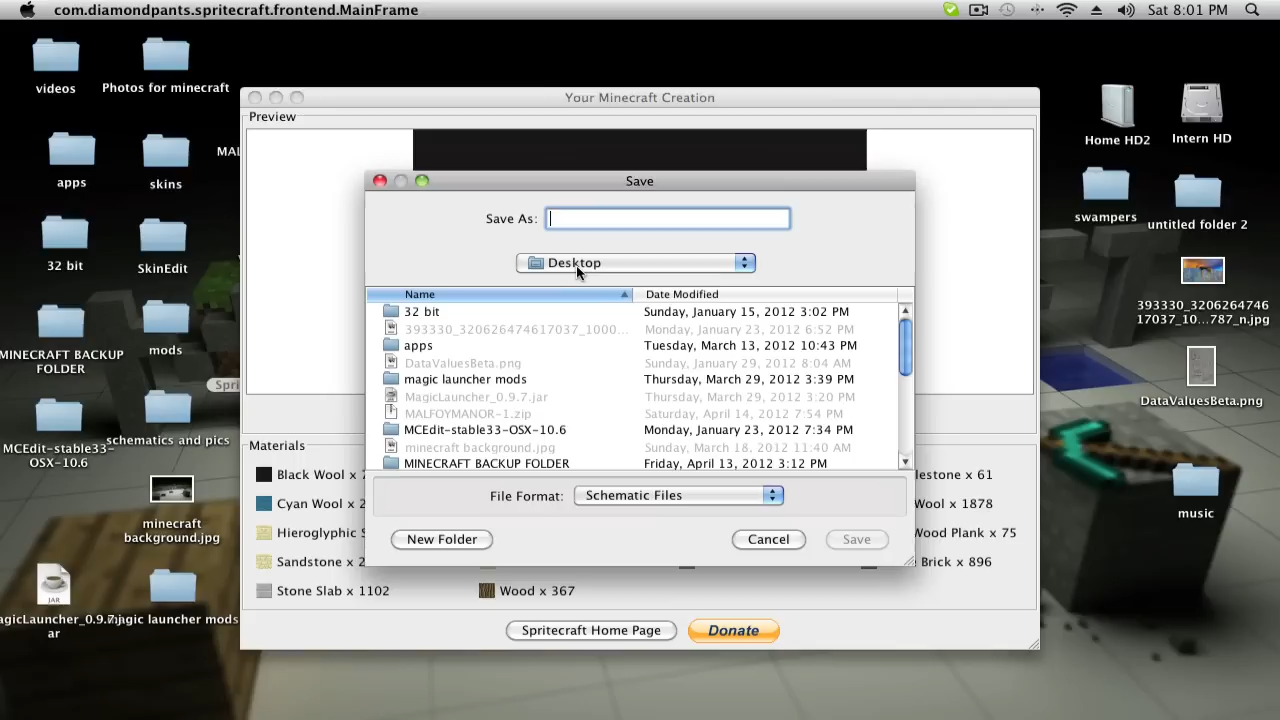 com.diamondpants.spritecraft.frontend.MainFrame
Sat 8:01 PM
videos
Photos for minecraft
apps
skins
32 bit
SkinEdit
MINECRAFT BACKUP
FOLDER
mods
MCEdit-stable33-
OSX-10.6
schematics and pics
minecraft
background.jpg
JAR
magic launcher mods
Home HD2
Intern HD
swampers
untitled folder 2
393330_3206264746
17037_10...787_n.jpg
DataValuesBeta.png
music
Your Minecraft Creation
Preview
Save
Save As:
Desktop
Name
Date Modified
32 bit
Sunday, January 15, 2012 3:02 PM
393330_320626474617037_1000...
Monday, January 23, 2012 6:52 PM
apps
Tuesday, March 13, 2012 10:43 PM
DataValuesBeta.png
Sunday, January 29, 2012 8:04 AM
magic launcher mods
Thursday, March 29, 2012 3:39 PM
MagicLauncher_0.9.7.jar
Thursday, March 29, 2012 3:20 PM
MALFOYMANOR-1.zip
Saturday, April 14, 2012 7:54 PM
MCEdit-stable33-OSX-10.6
Monday, January 23, 2012 7:34 PM
minecraft background.jpg
Sunday, March 18, 2012 11:40 AM
MINECRAFT BACKUP FOLDER
Friday, April 13, 2012 3:12 PM
File Format:
Schematic Files
New Folder
Cancel
Save
Materials
Black Wool x
Cyan Wool x 2
Hieroglyphic S
Sandstone x 2
Stone Slab x 1102
Wood x 367
lestone x 61
Wool x 1878
Wood Plank x 75
Brick x 896
Spritecraft Home Page
Donate